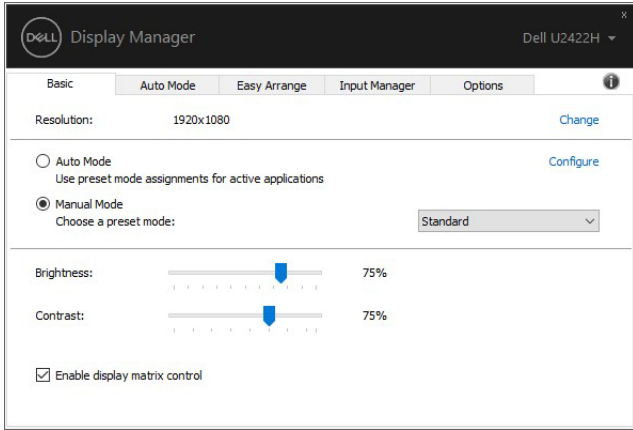 x
DELL Display Manager
Dell U2422H
Basic Auto Mode Easy Arrange Input Manager Options i
Resolution: 1920x1080 Change
Auto Mode Configure
Use preset mode assignments for active applications
Manual Mode
Choose a preset mode: Standard
Brightness: 75%
Contrast: 75%
Enable display matrix control